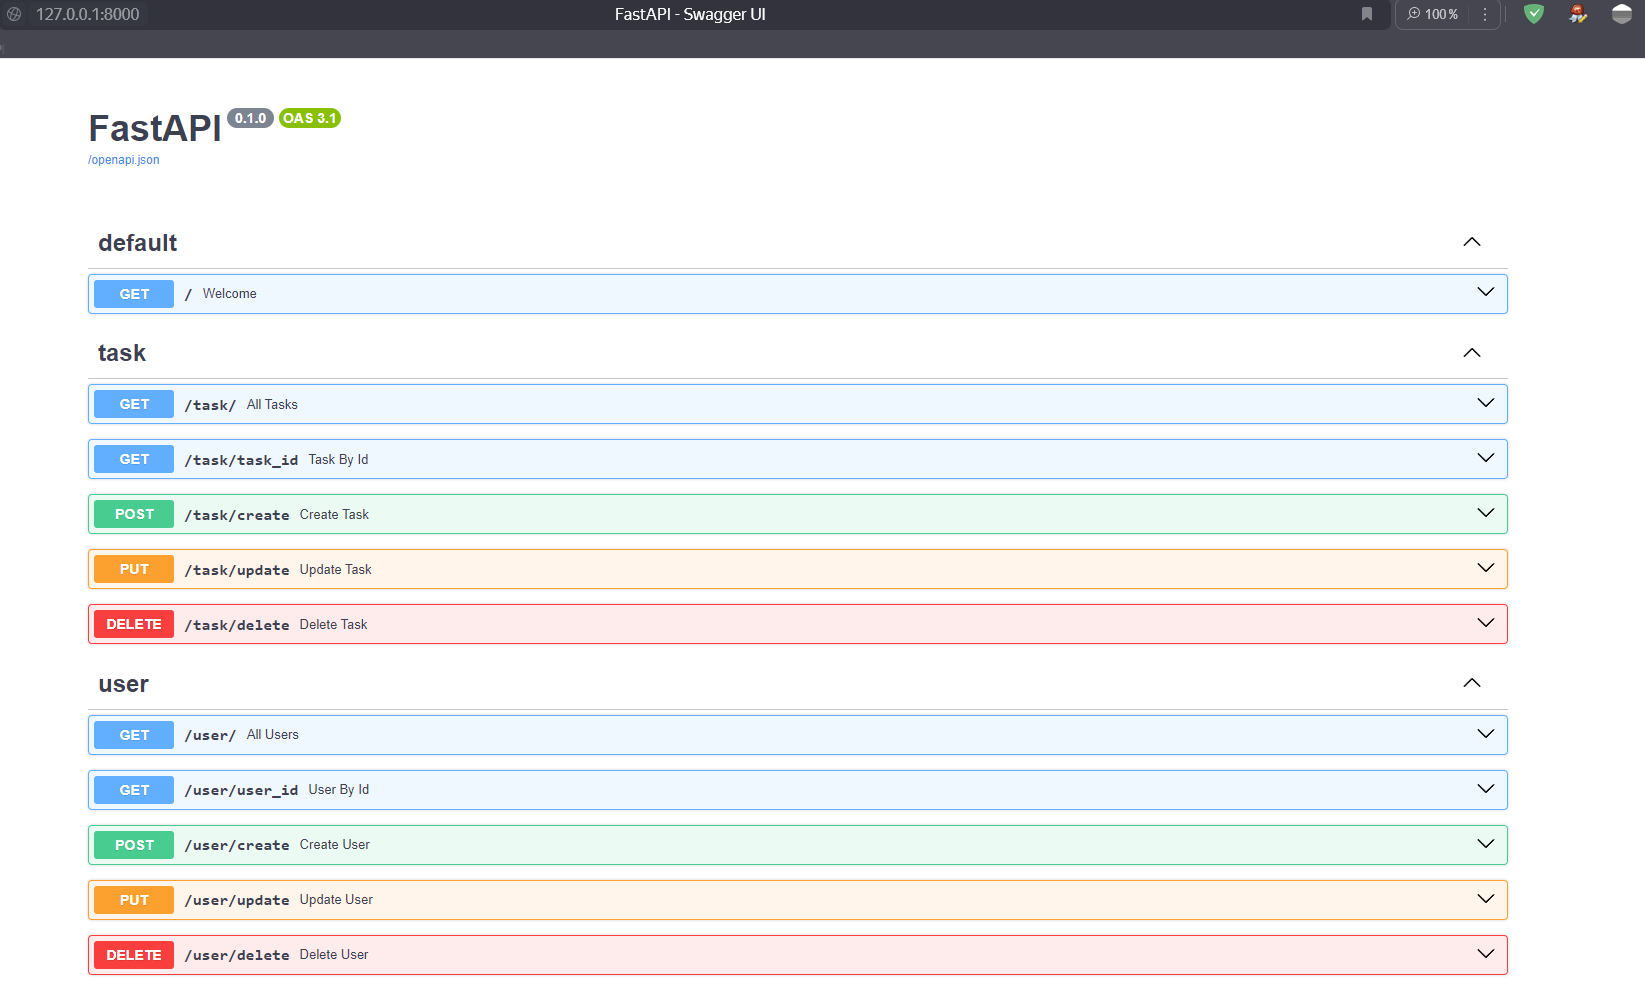 127.0.0.1:8000 FastAPI - Swagger UI 100 %
FastAPI 0.1.0 OAS 3.1
/openapi.json
default
GET / Welcome
task
GET /task/ All Tasks
GET /task/task_id Task By Id
POST /task/create Create Task
PUT /task/update Update Task
DELETE /task/delete Delete Task
user
GET /user/ All Users
GET /user/user_id User By Id
POST /user/create Create User
PUT /user/update Update User
DELETE /user/delete Delete User